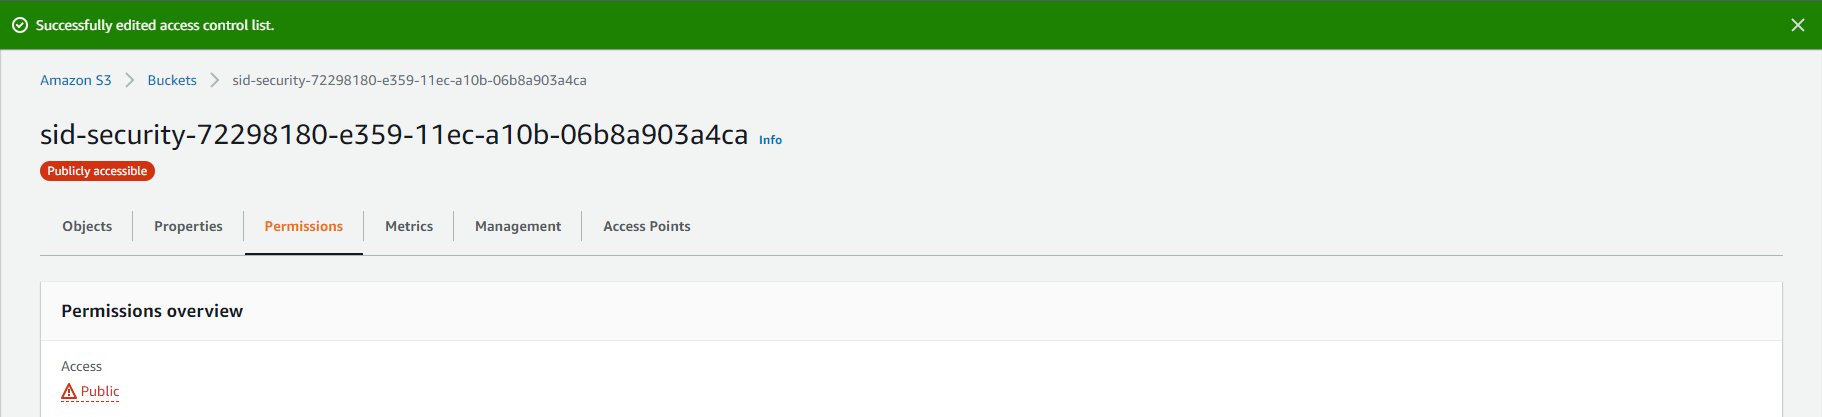 Successfully edited access control list.
Amazon S3 Buckets sid-security-72298180-e359-11ec-a10b-06b8a903a4ca
sid-security-72298180-e359-11ec-a10b-06b8a903a4ca Info
Publicly accessible
Objects Properties Permissions Metrics Management Access Points
Permissions overview
Access
Public